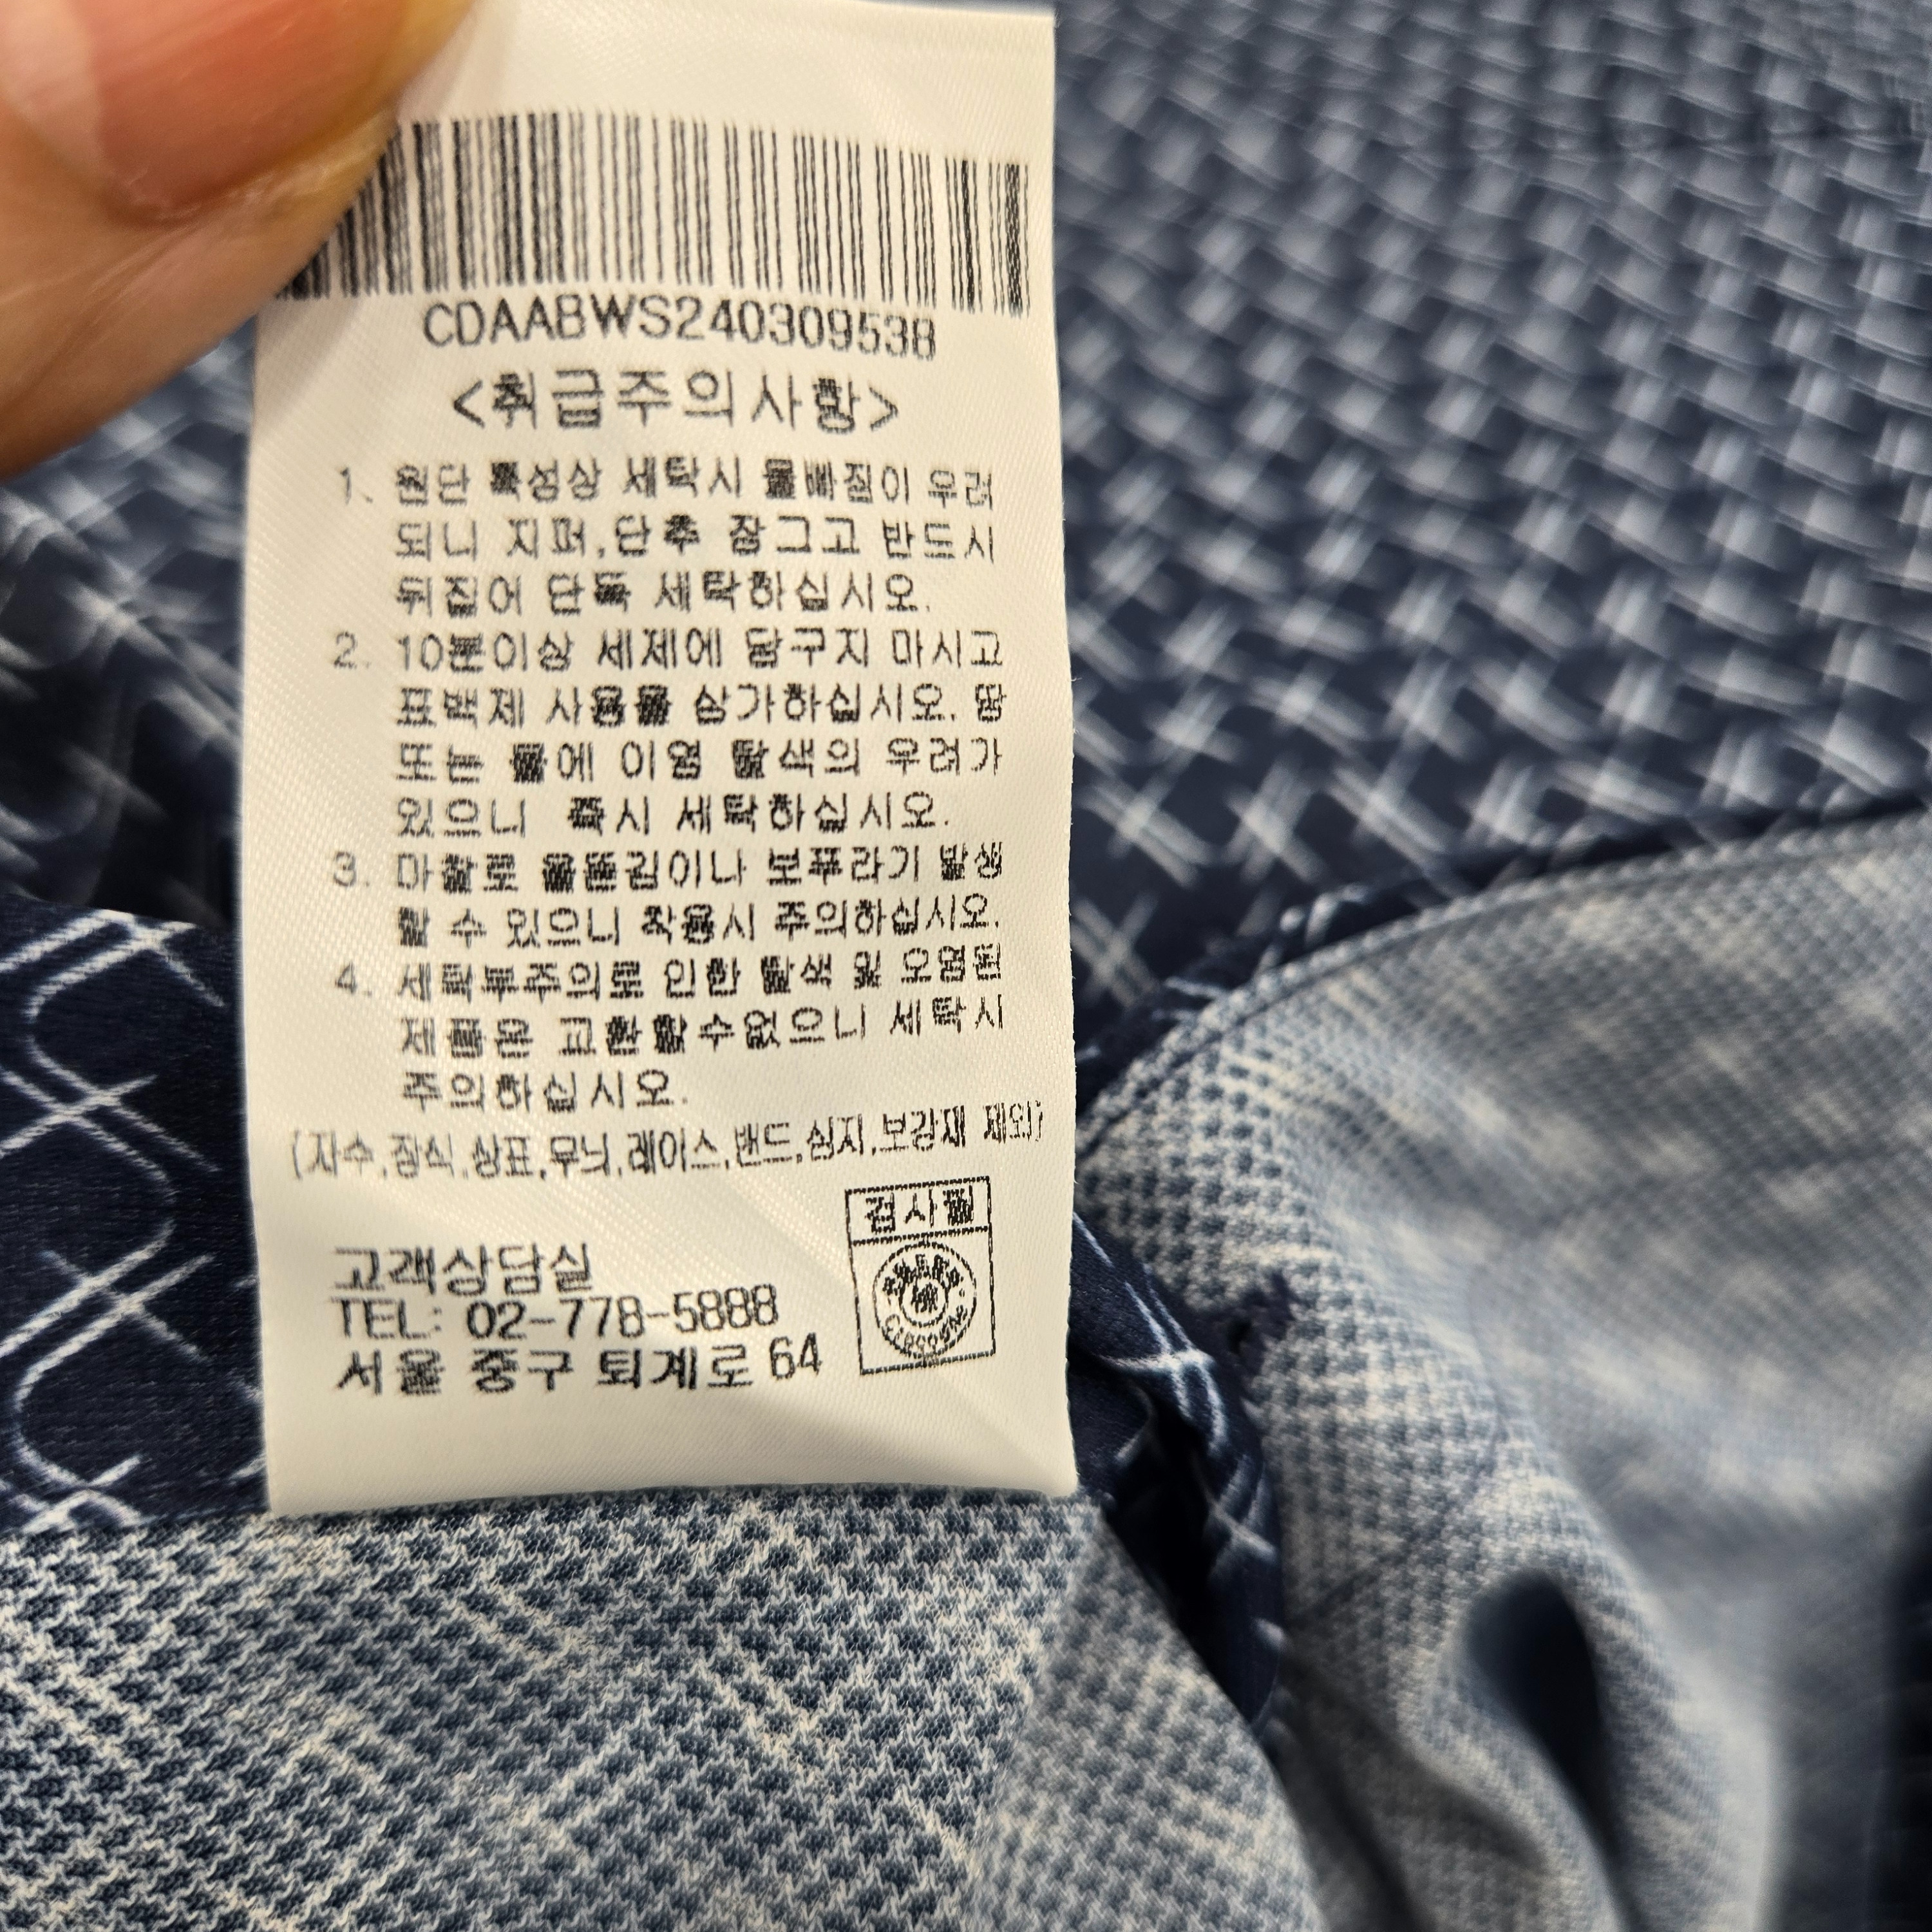 CDAABWS240309538
<취급주의사항>
1. 원단 특성상 세탁시 물빠짐이 우려
되니 지퍼,단추 잠그고 반드시
뒤집어 단독 세탁하십시오.
2. 10분이상 세제에 담구지 마시고
표백제 사용을 삼가하십시오. 땀
또는 물에 이염 탈색의 우려가
있으니 즉시 세탁하십시오.
3. 마찰로 올뜯김이나 보푸라기 발생
할 수 있으니 착용시 주의하십시오.
4. 세탁부주의로 인한 탈색 및 오염된
제품은 교환할수없으니 세탁시
주의하십시오.
(자수,장식,상표,무늬,레이스,밴드,심지,보강재 제외)
검사필
고객상담실
TEL: 02-778-5888
서울 중구 퇴계로 64